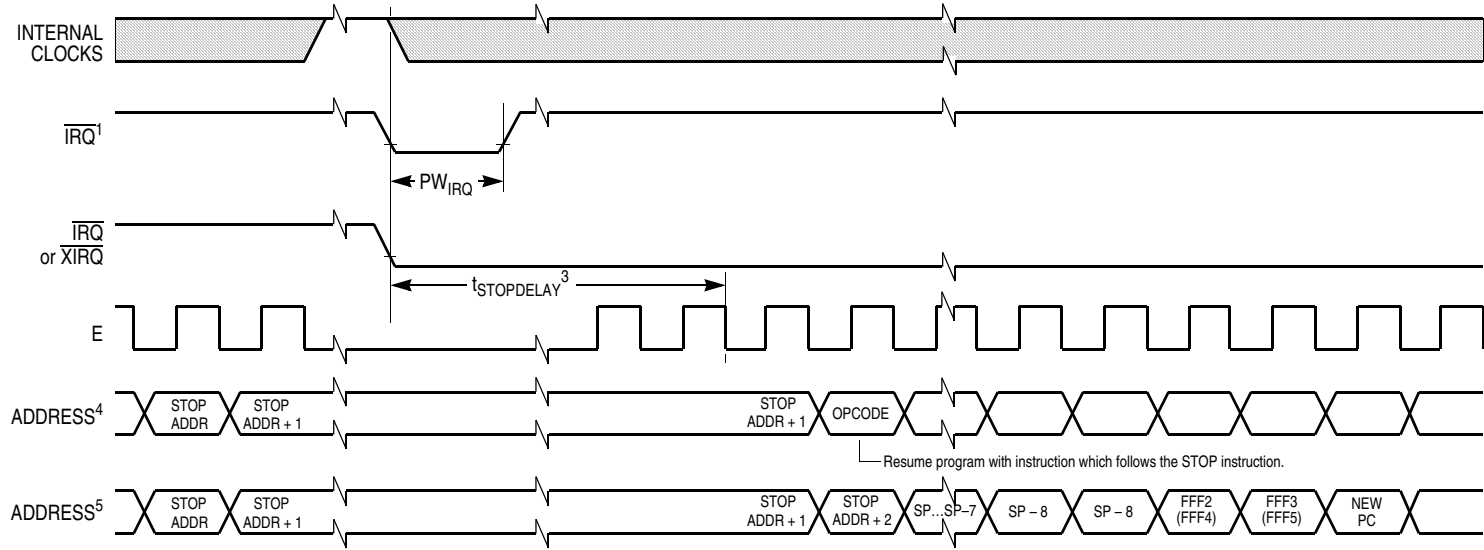 INTERNAL
CLOCKS
IRQ1
PWIRQ
IRQ
or XIRQ
tSTOPDELAY3
E
ADDRESS4
STOP
ADDR
STOP
ADDR + 1
STOP
ADDR + 1
OPCODE
Resume program with instruction which follows the STOP instruction.
ADDRESS5
STOP
ADDR
STOP
ADDR + 1
STOP
ADDR + 1
STOP
ADDR + 2
SP…SP–7
SP – 8
SP – 8
FFF2
(FFF4)
FFF3
(FFF5)
NEW
PC